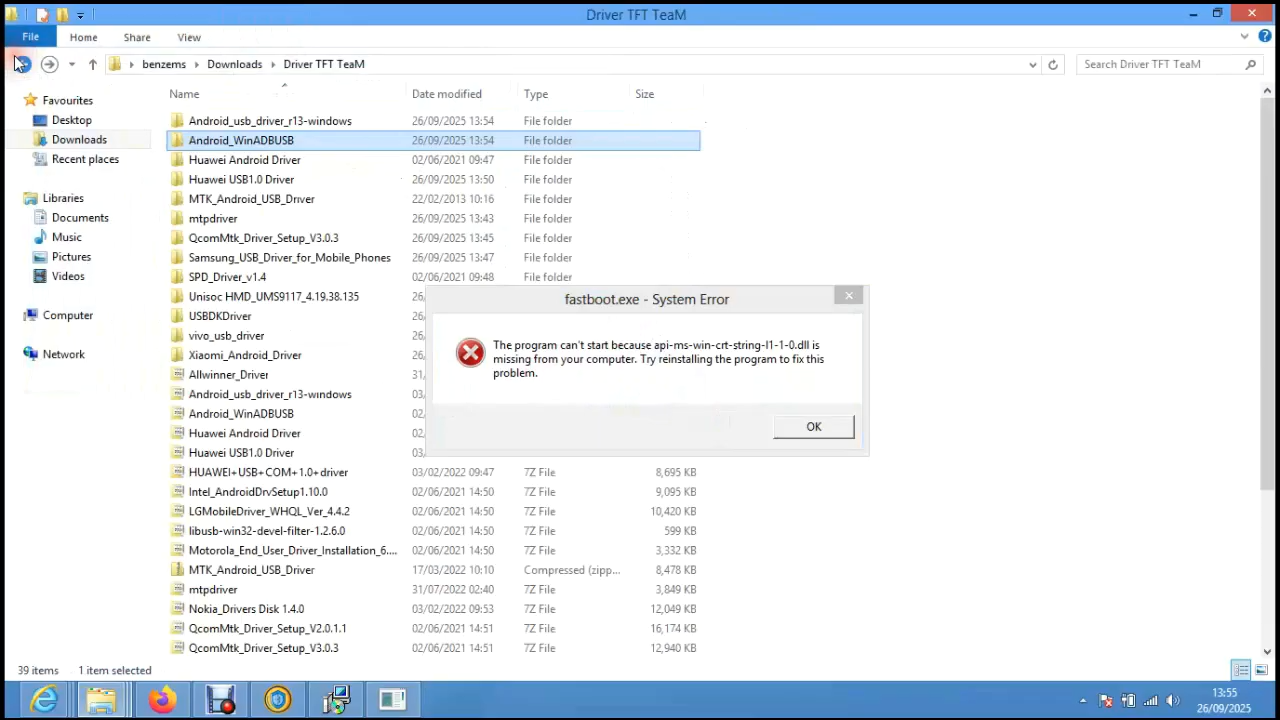 Driver TFT TeaM
File Home Share View
benzems Downloads Driver TFT TeaM Search Driver TFT TeaM
Name Date modified Type Size
Favourites
Desktop
Downloads
Recent places
Libraries
Documents
Music
Pictures
Videos
Computer
Network
Android_usb_driver_r13-windows 26/09/2025 13:54 File folder
Android_WinADBUSB 26/09/2025 13:54 File folder
Huawei Android Driver 02/06/2021 09:47 File folder
Huawei USB1.0 Driver 26/09/2025 13:50 File folder
MTK_Android_USB_Driver 22/02/2013 10:16 File folder
mtpdriver 26/09/2025 13:43 File folder
QcomMtk_Driver_Setup_V3.0.3 26/09/2025 13:45 File folder
Samsung_USB_Driver_for_Mobile_Phones 26/09/2025 13:47 File folder
SPD_Driver_v1.4 02/06/2021 09:48 File folder
Unisoc HMD_UMS9117_4.19.38.135 26/
USBDKDriver 26/
vivo_usb_driver 26/
Xiaomi_Android_Driver 26/
Allwinner_Driver 31/
Android_usb_driver_r13-windows 03/
Android_WinADBUSB 02/
Huawei Android Driver 02/
Huawei USB1.0 Driver 03/
HUAWEI+USB+COM+1.0+driver 03/02/2022 09:47 7Z File 8,695 KB
Intel_AndroidDrvSetup1.10.0 02/06/2021 14:50 7Z File 9,095 KB
LGMobileDriver_WHQL_Ver_4.4.2 02/06/2021 14:50 7Z File 10,420 KB
libusb-win32-devel-filter-1.2.6.0 02/06/2021 14:50 7Z File 599 KB
Motorola_End_User_Driver_Installation_6.... 02/06/2021 14:50 7Z File 3,332 KB
MTK_Android_USB_Driver 17/03/2022 10:10 Compressed (zipp... 8,478 KB
mtpdriver 31/07/2022 02:40 7Z File 3,849 KB
Nokia_Drivers Disk 1.4.0 03/02/2022 09:53 7Z File 12,049 KB
QcomMtk_Driver_Setup_V2.0.1.1 02/06/2021 14:51 7Z File 16,174 KB
QcomMtk_Driver_Setup_V3.0.3 02/06/2021 14:51 7Z File 12,940 KB
fastboot.exe - System Error
The program can't start because api-ms-win-crt-string-l1-1-0.dll is
missing from your computer. Try reinstalling the program to fix this
problem.
OK
39 items 1 item selected
13:55
26/09/2025